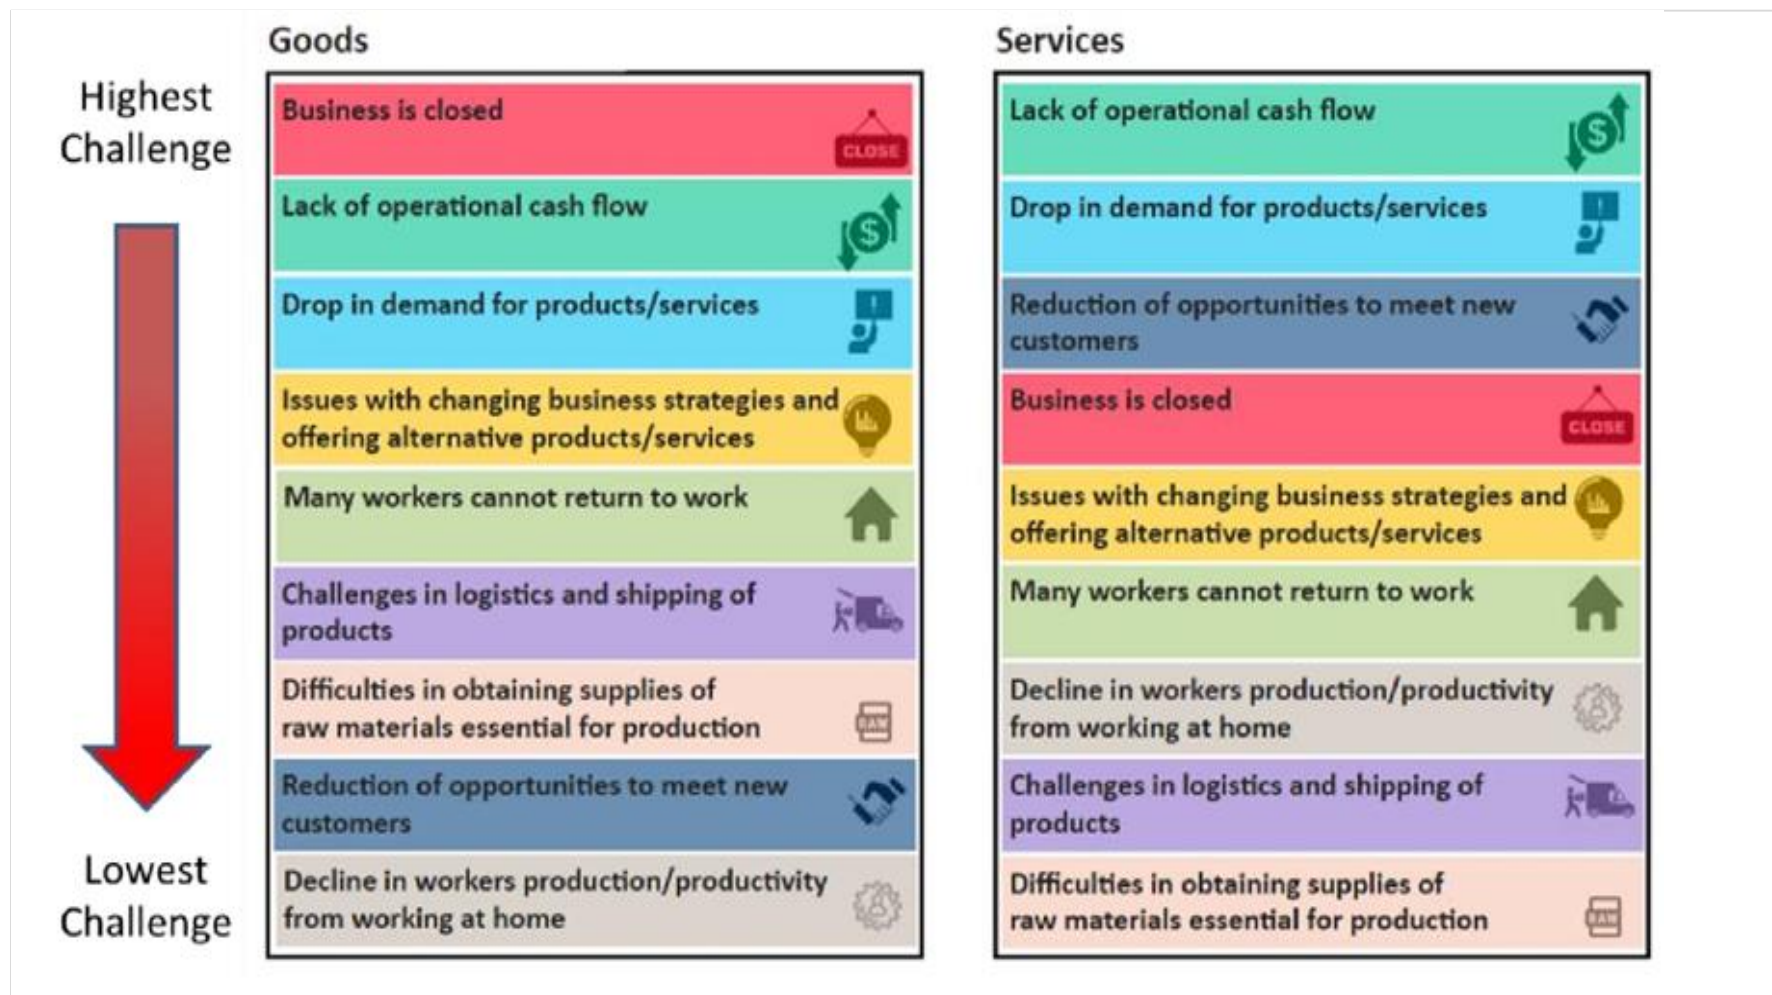 Goods
Services
Highest
Challenge
Lowest
Challenge
Business is closed
CLOSE
Lack of operational cash flow
$
Drop in demand for products/services
!
Issues with changing business strategies and
offering alternative products/services
Many workers cannot return to work
Challenges in logistics and shipping of
products
Difficulties in obtaining supplies of
raw materials essential for production
RAW
Reduction of opportunities to meet new
customers
Decline in workers production/productivity
from working at home
Lack of operational cash flow
$
Drop in demand for products/services
!
Reduction of opportunities to meet new
customers
Business is closed
CLOSE
Issues with changing business strategies and
offering alternative products/services
Many workers cannot return to work
Decline in workers production/productivity
from working at home
Challenges in logistics and shipping of
products
Difficulties in obtaining supplies of
raw materials essential for production
RAW